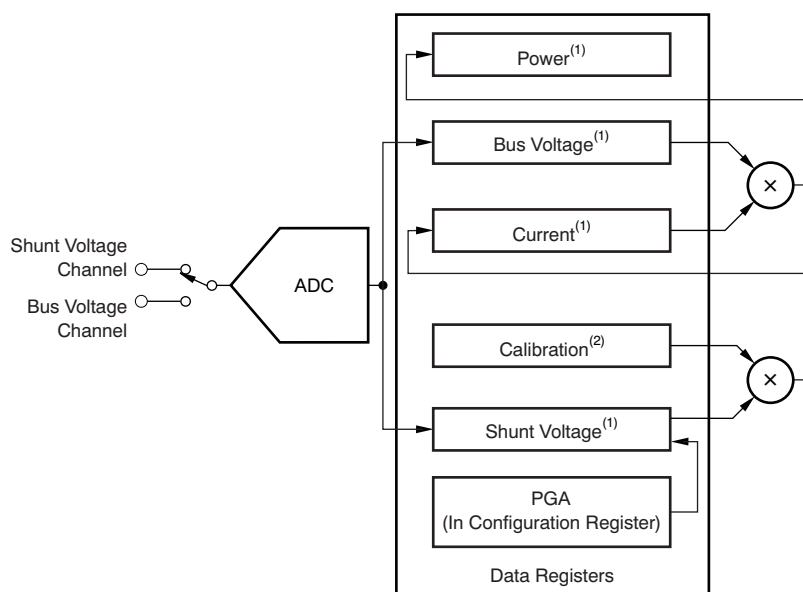 Power(1)
Bus Voltage(1)
×
Current(1)
Shunt Voltage
Channel
ADC
Bus Voltage
Channel
Calibration(2)
×
Shunt Voltage(1)
PGA
(In Configuration Register)
Data Registers